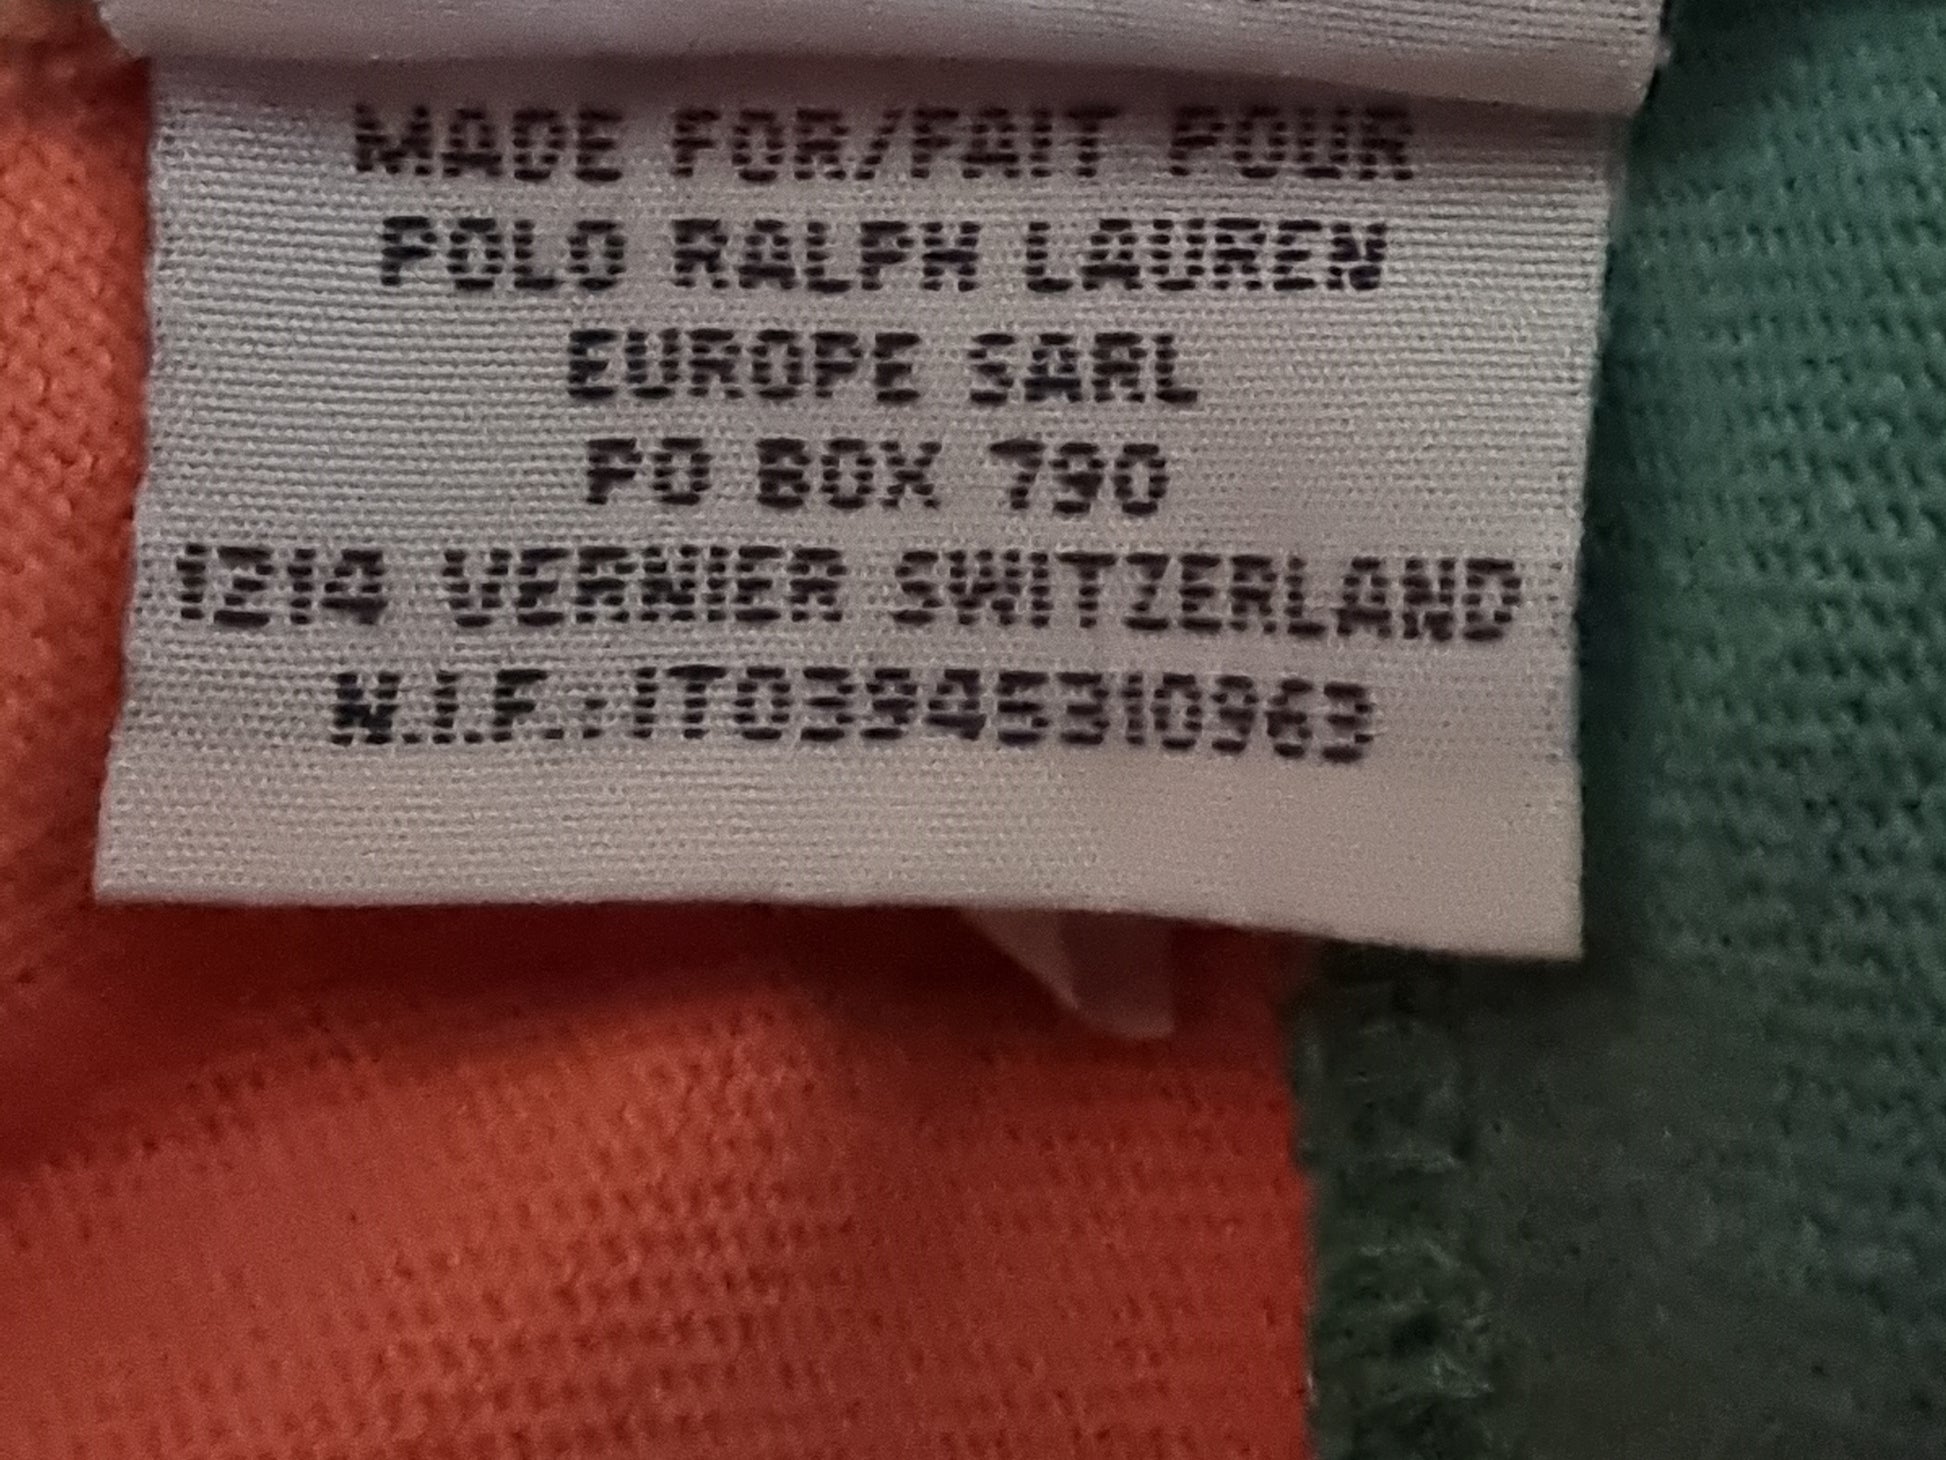 MADE FOR/FAIT POUR
POLO RALPH LAUREN
EUROPE SARL
PO BOX 790
1214 VERNIER SWITZERLAND
N.I.F.:IT03945310963